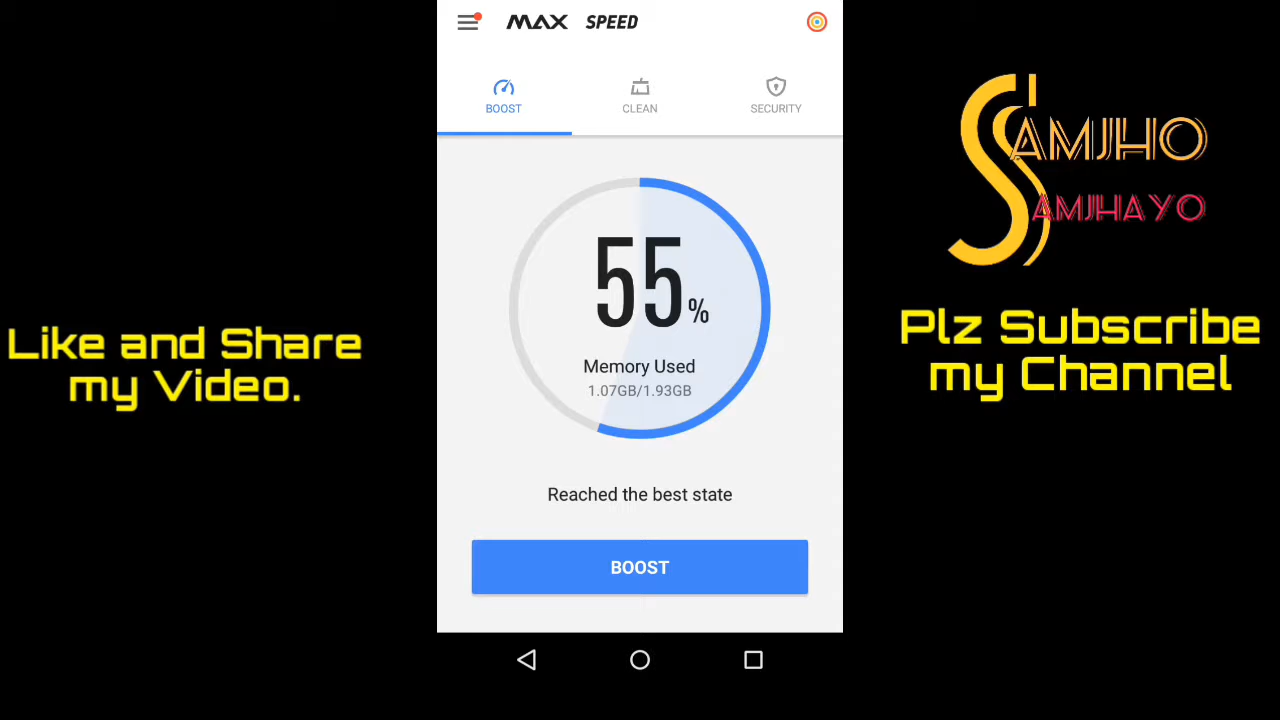 MAX SPEED
BOOST
CLEAN
SECURITY
55%
Memory Used
1.07GB/1.93GB
Reached the best state
BOOST
Like and Share
my Video.
SAMJHO
SAMJHAYO
Plz Subscribe
my Channel